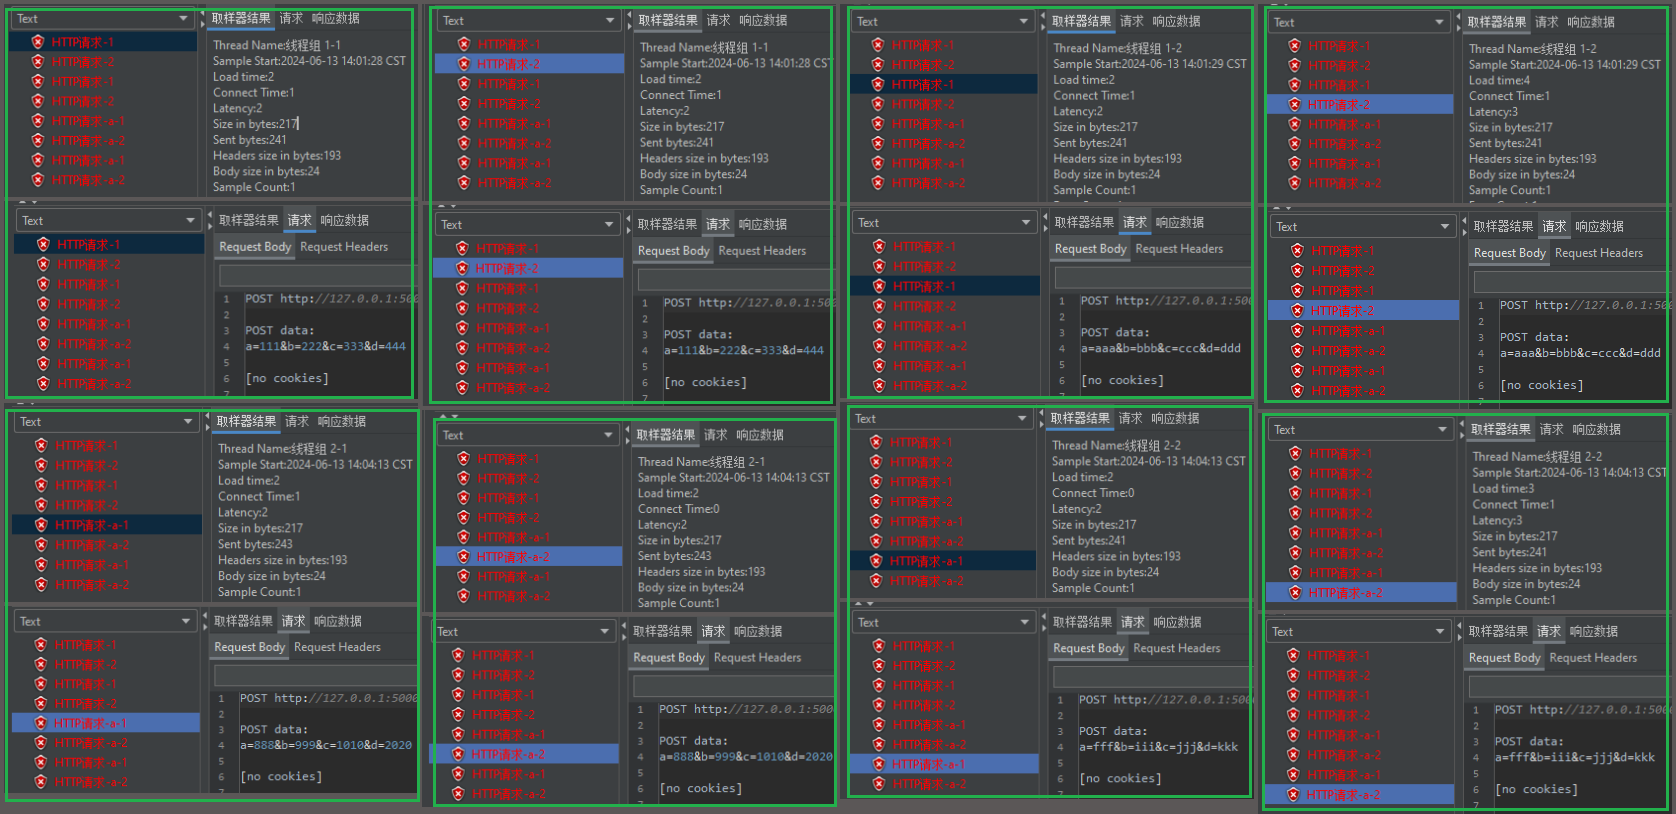 Text
取样器结果 请求 响应数据
HTTP请求-1
HTTP请求-2
HTTP请求-1
HTTP请求-2
HTTP请求-a-1
HTTP请求-a-2
HTTP请求-a-1
HTTP请求-a-2
Thread Name:线程组 1-1
Sample Start:2024-06-13 14:01:28 CST
Load time:2
Connect Time:1
Latency:2
Size in bytes:217
Sent bytes:241
Headers size in bytes:193
Body size in bytes:24
Sample Count:1
Text
取样器结果 请求 响应数据
HTTP请求-1
HTTP请求-2
HTTP请求-1
HTTP请求-2
HTTP请求-a-1
HTTP请求-a-2
HTTP请求-a-1
HTTP请求-a-2
Request Body Request Headers
1 POST http://127.0.0.1:500
2
3 POST data:
4 a=111&b=222&c=333&d=444
5
6 [no cookies]
7
Text
取样器结果 请求 响应数据
HTTP请求-1
HTTP请求-2
HTTP请求-1
HTTP请求-2
HTTP请求-a-1
HTTP请求-a-2
HTTP请求-a-1
HTTP请求-a-2
Thread Name:线程组 1-1
Sample Start:2024-06-13 14:01:28 CST
Load time:2
Connect Time:1
Latency:2
Size in bytes:217
Sent bytes:241
Headers size in bytes:193
Body size in bytes:24
Sample Count:1
Text
取样器结果 请求 响应数据
HTTP请求-1
HTTP请求-2
HTTP请求-1
HTTP请求-2
HTTP请求-a-1
HTTP请求-a-2
HTTP请求-a-1
HTTP请求-a-2
Request Body Request Headers
1 POST http://127.0.0.1:500
2
3 POST data:
4 a=111&b=222&c=333&d=444
5
6 [no cookies]
7
Text
取样器结果 请求 响应数据
HTTP请求-1
HTTP请求-2
HTTP请求-1
HTTP请求-2
HTTP请求-a-1
HTTP请求-a-2
HTTP请求-a-1
HTTP请求-a-2
Thread Name:线程组 1-2
Sample Start:2024-06-13 14:01:29 CST
Load time:2
Connect Time:1
Latency:2
Size in bytes:217
Sent bytes:241
Headers size in bytes:193
Body size in bytes:24
Sample Count:1
Text
取样器结果 请求 响应数据
HTTP请求-1
HTTP请求-2
HTTP请求-1
HTTP请求-2
HTTP请求-a-1
HTTP请求-a-2
HTTP请求-a-1
HTTP请求-a-2
Request Body Request Headers
1 POST http://127.0.0.1:500
2
3 POST data:
4 a=aaa&b=bbb&c=ccc&d=ddd
5
6 [no cookies]
7
Text
取样器结果 请求 响应数据
HTTP请求-1
HTTP请求-2
HTTP请求-1
HTTP请求-2
HTTP请求-a-1
HTTP请求-a-2
HTTP请求-a-1
HTTP请求-a-2
Thread Name:线程组 1-2
Sample Start:2024-06-13 14:01:29 CST
Load time:4
Connect Time:1
Latency:3
Size in bytes:217
Sent bytes:241
Headers size in bytes:193
Body size in bytes:24
Sample Count:1
Text
取样器结果 请求 响应数据
HTTP请求-1
HTTP请求-2
HTTP请求-1
HTTP请求-2
HTTP请求-a-1
HTTP请求-a-2
HTTP请求-a-1
HTTP请求-a-2
Request Body Request Headers
1 POST http://127.0.0.1:500
2
3 POST data:
4 a=aaa&b=bbb&c=ccc&d=ddd
5
6 [no cookies]
7
Text
取样器结果 请求 响应数据
HTTP请求-1
HTTP请求-2
HTTP请求-1
HTTP请求-2
HTTP请求-a-1
HTTP请求-a-2
HTTP请求-a-1
HTTP请求-a-2
Thread Name:线程组 2-1
Sample Start:2024-06-13 14:04:13 CST
Load time:2
Connect Time:1
Latency:2
Size in bytes:217
Sent bytes:243
Headers size in bytes:193
Body size in bytes:24
Sample Count:1
Text
取样器结果 请求 响应数据
HTTP请求-1
HTTP请求-2
HTTP请求-1
HTTP请求-2
HTTP请求-a-1
HTTP请求-a-2
HTTP请求-a-1
HTTP请求-a-2
Request Body Request Headers
1 POST http://127.0.0.1:5000
2
3 POST data:
4 a=888&b=999&c=1010&d=2020
5
6 [no cookies]
7
Text
取样器结果 请求 响应数据
HTTP请求-1
HTTP请求-2
HTTP请求-1
HTTP请求-2
HTTP请求-a-1
HTTP请求-a-2
HTTP请求-a-1
HTTP请求-a-2
Thread Name:线程组 2-1
Sample Start:2024-06-13 14:04:13 CST
Load time:2
Connect Time:0
Latency:2
Size in bytes:217
Sent bytes:243
Headers size in bytes:193
Body size in bytes:24
Sample Count:1
Text
取样器结果 请求 响应数据
HTTP请求-1
HTTP请求-2
HTTP请求-1
HTTP请求-2
HTTP请求-a-1
HTTP请求-a-2
HTTP请求-a-1
HTTP请求-a-2
Request Body Request Headers
1 POST http://127.0.0.1:500
2
3 POST data:
4 a=888&b=999&c=1010&d=2020
5
6 [no cookies]
7
Text
取样器结果 请求 响应数据
HTTP请求-1
HTTP请求-2
HTTP请求-1
HTTP请求-2
HTTP请求-a-1
HTTP请求-a-2
HTTP请求-a-1
HTTP请求-a-2
Thread Name:线程组 2-2
Sample Start:2024-06-13 14:04:13 CST
Load time:2
Connect Time:0
Latency:2
Size in bytes:217
Sent bytes:241
Headers size in bytes:193
Body size in bytes:24
Sample Count:1
Text
取样器结果 请求 响应数据
HTTP请求-1
HTTP请求-2
HTTP请求-1
HTTP请求-2
HTTP请求-a-1
HTTP请求-a-2
HTTP请求-a-1
HTTP请求-a-2
Request Body Request Headers
1 POST http://127.0.0.1:500
2
3 POST data:
4 a=fff&b=iii&c=jjj&d=kkk
5
6 [no cookies]
7
Text
取样器结果 请求 响应数据
HTTP请求-1
HTTP请求-2
HTTP请求-1
HTTP请求-2
HTTP请求-a-1
HTTP请求-a-2
HTTP请求-a-1
HTTP请求-a-2
Thread Name:线程组 2-2
Sample Start:2024-06-13 14:04:13 CST
Load time:3
Connect Time:1
Latency:3
Size in bytes:217
Sent bytes:241
Headers size in bytes:193
Body size in bytes:24
Sample Count:1
Text
取样器结果 请求 响应数据
HTTP请求-1
HTTP请求-2
HTTP请求-1
HTTP请求-2
HTTP请求-a-1
HTTP请求-a-2
HTTP请求-a-1
HTTP请求-a-2
Request Body Request Headers
1 POST http://127.0.0.1:500
2
3 POST data:
4 a=fff&b=iii&c=jjj&d=kkk
5
6 [no cookies]
7